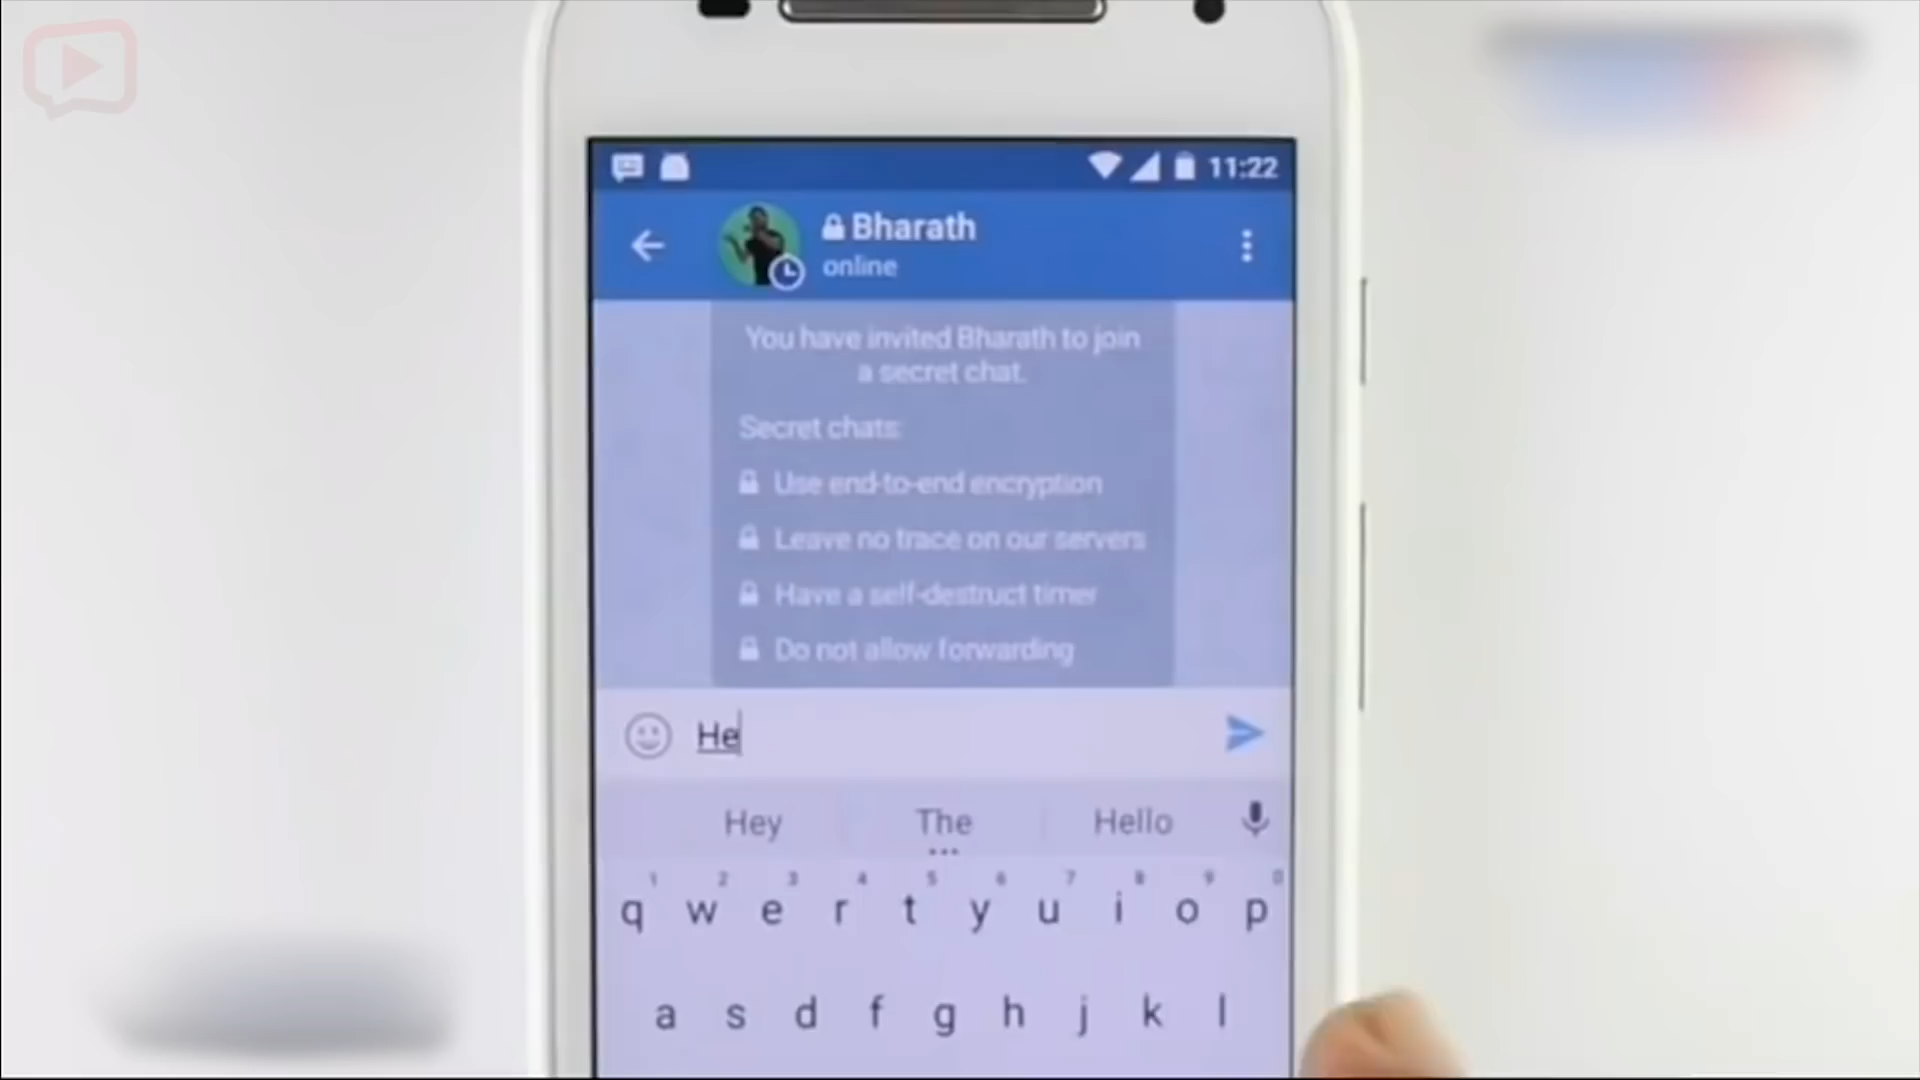 11:22
Bharath
online
You have invited Bharath to join
a secret chat.
Secret chats:
Use end-to-end encryption
Leave no trace on our servers
Have a self-destruct timer
Do not allow forwarding
He
Hey The Hello
1 2 3 4 5 6 7 8 9 0
q w e r t y u i o p
a s d f g h j k l